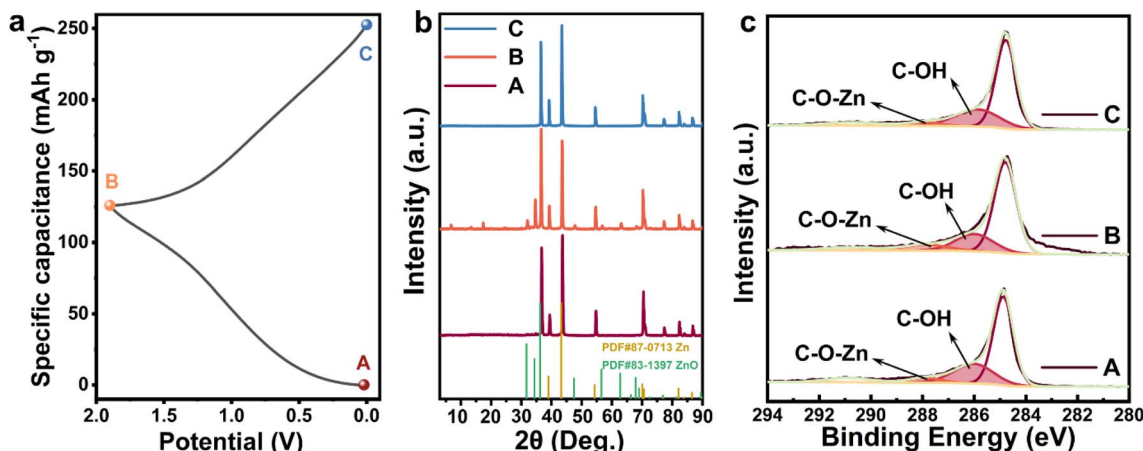 a
Specific capacitance (mAh g⁻¹)
250
200
150
100
50
0
C
B
A
2.0
1.5
1.0
0.5
0.0
Potential (V)
b
Intensity (a.u.)
C
B
A
PDF#87-0713 Zn
PDF#83-1397 ZnO
10 20 30 40 50 60 70 80 90
2θ (Deg.)
c
Intensity (a.u.)
C-OH
C-O-Zn
C
C-OH
C-O-Zn
B
C-OH
C-O-Zn
A
294 292 290 288 286 284 282 280
Binding Energy (eV)